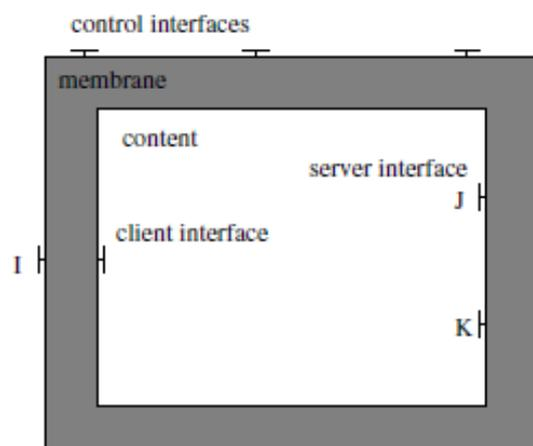 control interfaces
membrane
content
server interface
J
client interface
I
K